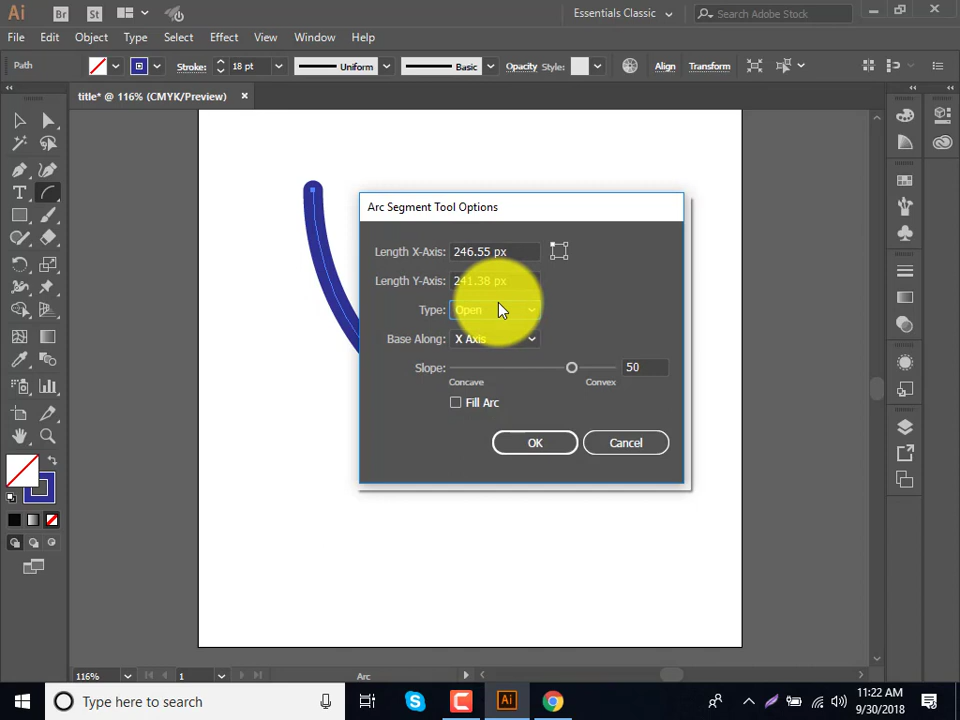 Ai Br St Essentials Classic Search Adobe Stock
File Edit Object Type Select Effect View Window Help
Path Stroke: 18 pt Uniform Basic Opacity Style: Align Transform
title* @ 116% (CMYK/Preview)
Arc Segment Tool Options
Length X-Axis: 246.55 px
Length Y-Axis: 241.38 px
Type: Open
Base Along: X Axis
Slope: 50
Concave Convex
Fill Arc
OK Cancel
116% 1 Arc
Type here to search
11:22 AM
9/30/2018